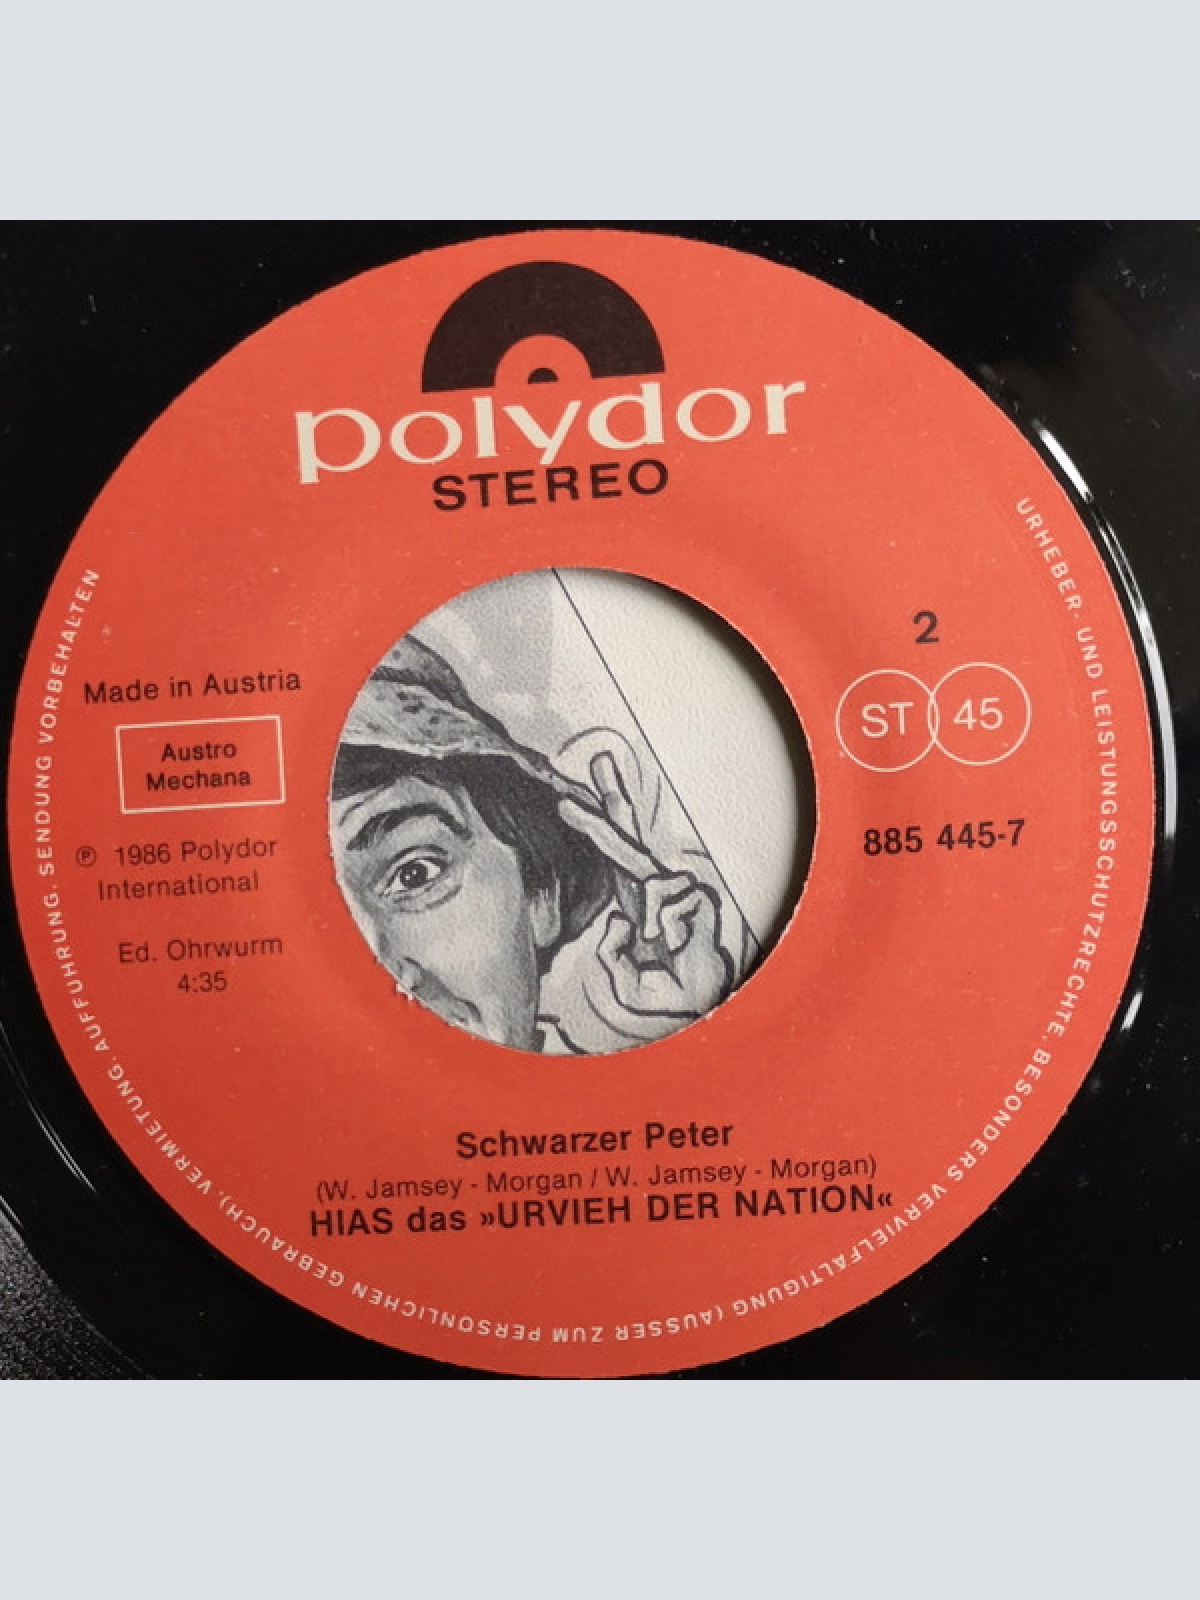 polydor
STEREO
Made in Austria
Austro
Mechana
℗ 1986 Polydor
International
Ed. Ohrwurm
4:35
2
ST 45
885 445-7
Schwarzer Peter
(W. Jamsey - Morgan / W. Jamsey - Morgan)
HIAS das »URVIEH DER NATION«
URHEBER- UND LEISTUNGSSCHUTZRECHTE, BESONDERS VERVIELFÄLTIGUNG (AUSSER ZUM PERSÖNLICHEN GEBRAUCH), VERMIETUNG, AUFFÜHRUNG, SENDUNG VORBEHALTEN